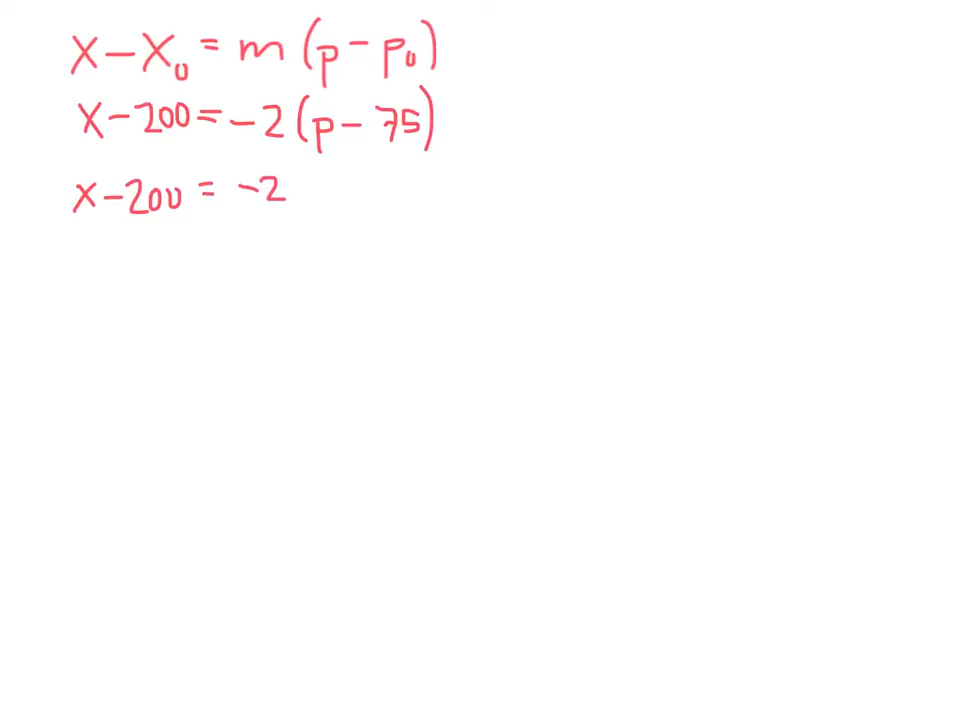 x - x₀ = m (p - p₀)
x - 200 = -2 (p - 75)
x - 200 = -2